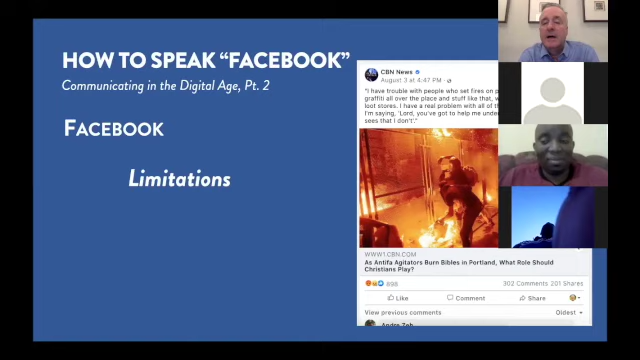 HOW TO SPEAK “FACEBOOK”
Communicating in the Digital Age, Pt. 2
FACEBOOK
Limitations
CBN News
August 3 at 4:47 PM
"I have trouble with people who set fires on p
graffiti all over the place and stuff like that, w
loot stores. I have a real problem with all of th
I'm saying, 'Lord, you've got to help me under
sees that I don't'."
WWW1.CBN.COM
As Antifa Agitators Burn Bibles in Portland, What Role Should
Christians Play?
898
302 Comments 201 Shares
Like Comment Share
View previous comments Oldest
Andre Zeh